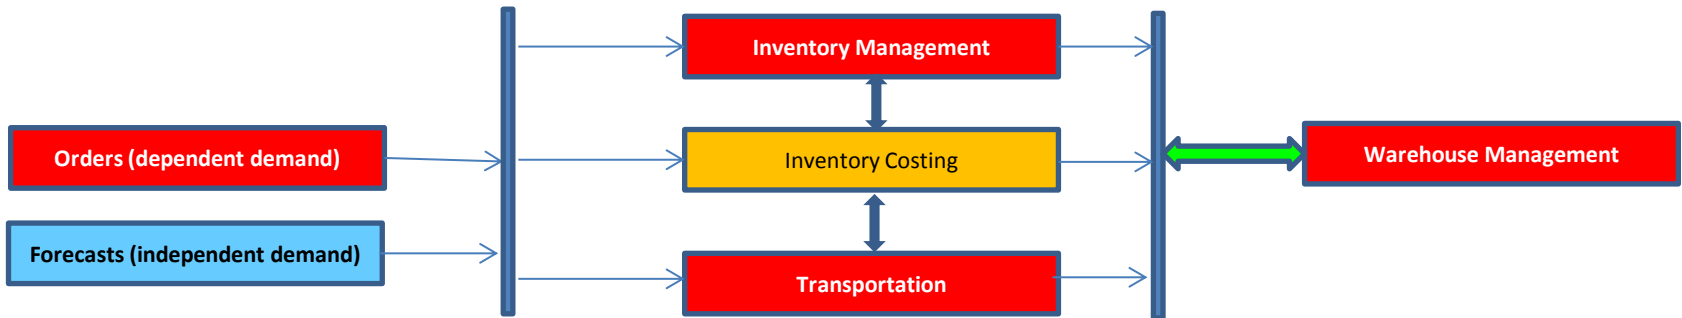 Inventory Management
Orders (dependent demand)
Inventory Costing
Warehouse Management
Forecasts (independent demand)
Transportation